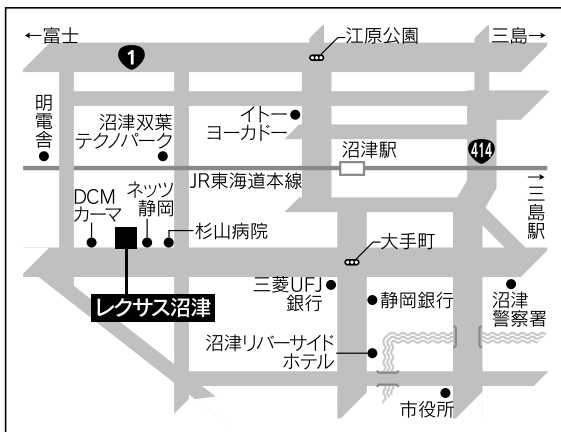 ←富士
1
江原公園
三島→
明電舎
沼津双葉
テクノパーク
イトー
ヨーカドー
沼津駅
414
JR東海道本線
→三島駅
DCM
カーマ
ネッツ
静岡
杉山病院
大手町
レクサス沼津
三菱UFJ
銀行
静岡銀行
沼津
警察署
沼津リバーサイド
ホテル
市役所